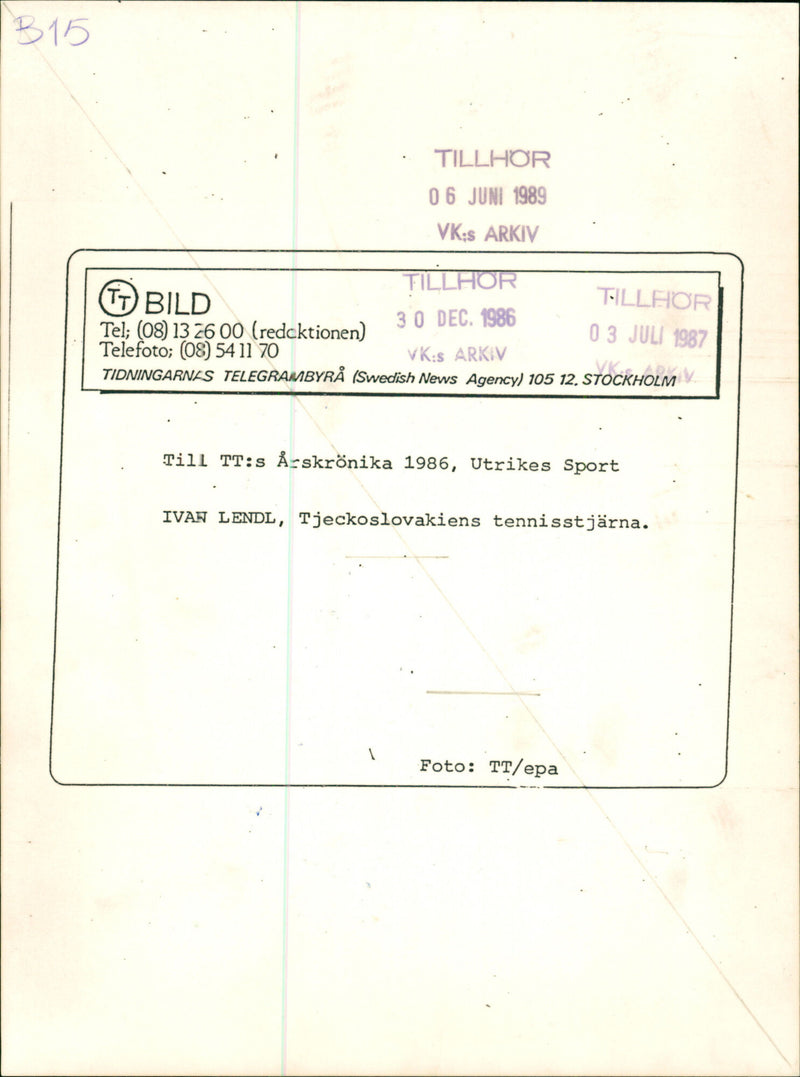 B15
TILLHÖR
06 JUNI 1989
VK:s ARKIV
TILLHÖR
30 DEC. 1986
VK:s ARKIV
TILLHÖR
03 JULI 1987
VK:s ARKIV
TT BILD
Tel; (08) 13 26 00 (redaktionen)
Telefoto; (08) 54 11 70
TIDNINGARNAS TELEGRAMBYRÅ (Swedish News Agency) 105 12. STOCKHOLM
Till TT:s Årskrönika 1986, Utrikes Sport
IVAN LENDL, Tjeckoslovakiens tennisstjärna.
Foto: TT/epa